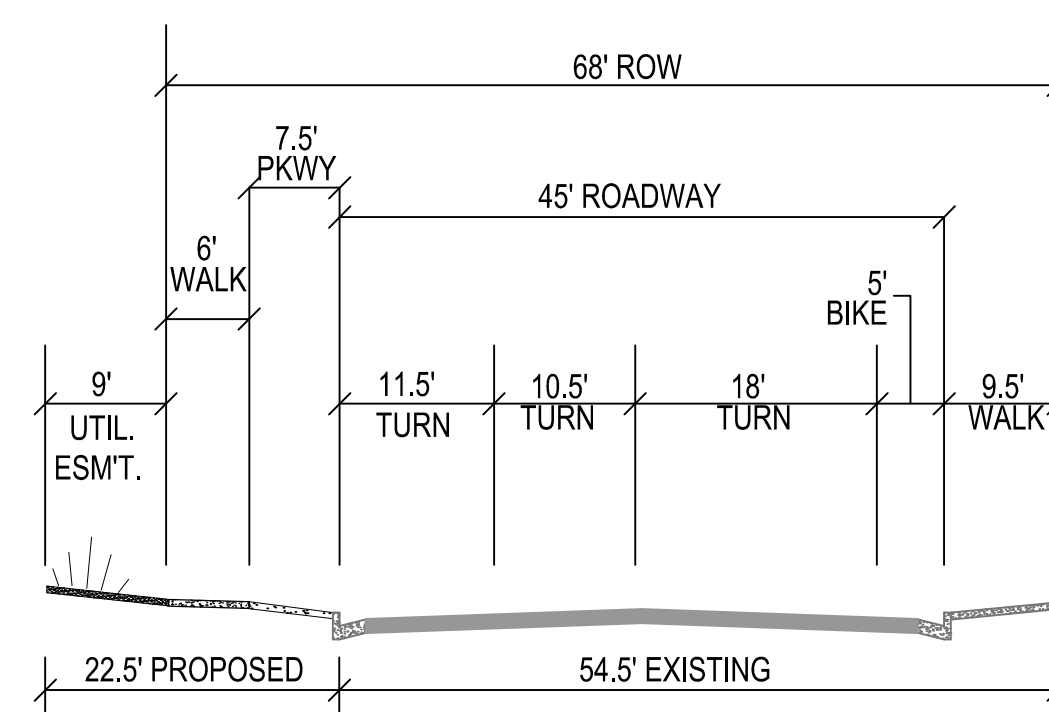 68' ROW
7.5'
PKWY
45' ROADWAY
6'
WALK
5'
BIKE
9'
UTIL.
ESM'T.
11.5'
TURN
10.5'
TURN
18'
TURN
9.5'
WALK
22.5' PROPOSED
54.5' EXISTING